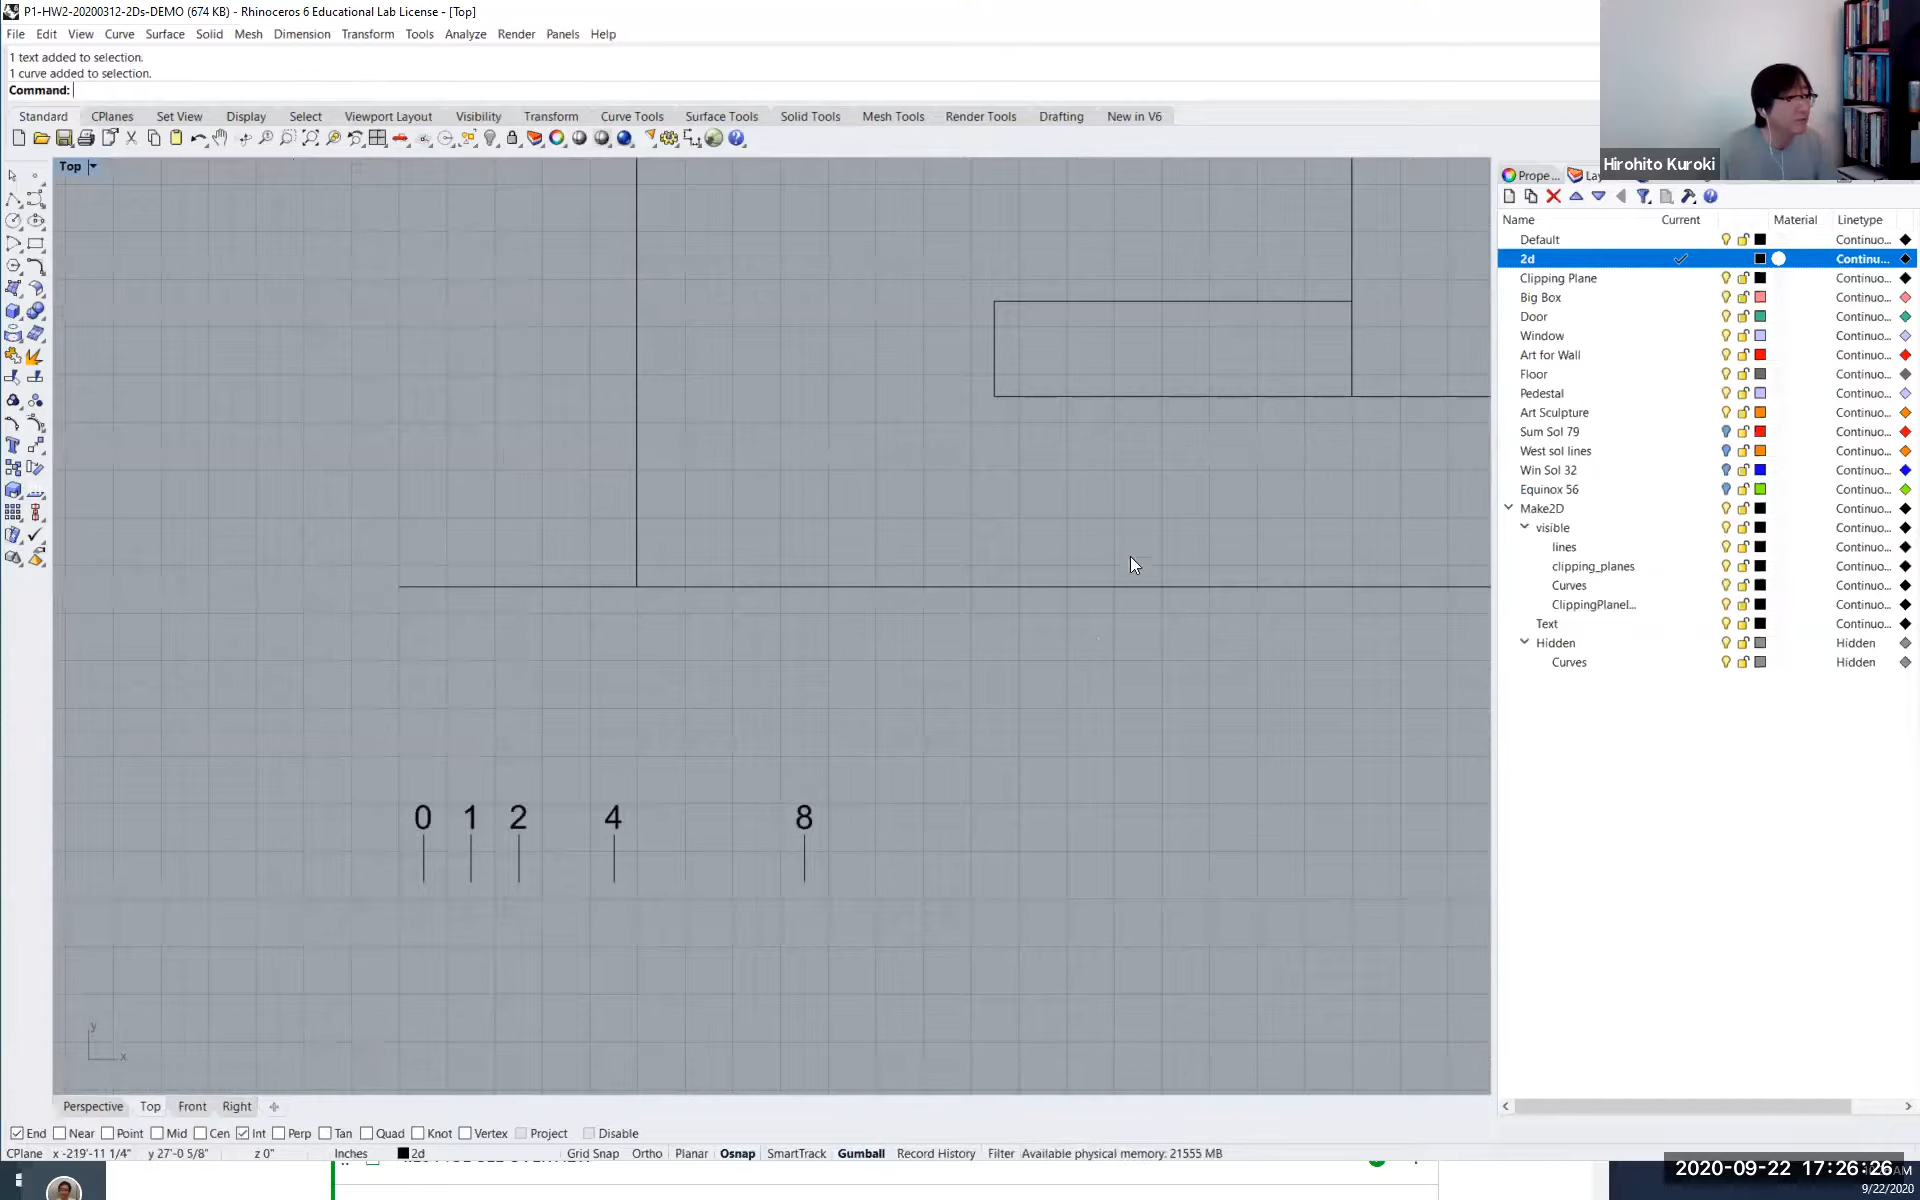 P1-HW2-20200312-2Ds-DEMO (674 KB) - Rhinoceros 6 Educational Lab License - [Top]
File Edit View Curve Surface Solid Mesh Dimension Transform Tools Analyze Render Panels Help
1 text added to selection.
1 curve added to selection.
Command:
Standard CPlanes Set View Display Select Viewport Layout Visibility Transform Curve Tools Surface Tools Solid Tools Mesh Tools Render Tools Drafting New in V6
Hirohito Kuroki
Top
Prope...
Name Current Material Linetype
Default Continuo...
2d Continu...
Clipping Plane Continuo...
Big Box Continuo...
Door Continuo...
Window Continuo...
Art for Wall Continuo...
Floor Continuo...
Pedestal Continuo...
Art Sculpture Continuo...
Sum Sol 79 Continuo...
West sol lines Continuo...
Win Sol 32 Continuo...
Equinox 56 Continuo...
Make2D Continuo...
visible Continuo...
lines Continuo...
clipping_planes Continuo...
Curves Continuo...
ClippingPlanel... Continuo...
Text Continuo...
Hidden Hidden
Curves Hidden
0 1 2 4 8
y
x
Perspective Top Front Right
End Near Point Mid Cen Int Perp Tan Quad Knot Vertex Project Disable
CPlane x -219'-11 1/4" y 27'-0 5/8" z 0" Inches 2d Grid Snap Ortho Planar Osnap SmartTrack Gumball Record History Filter Available physical memory: 21555 MB
2020-09-22 17:26:26
9/22/2020